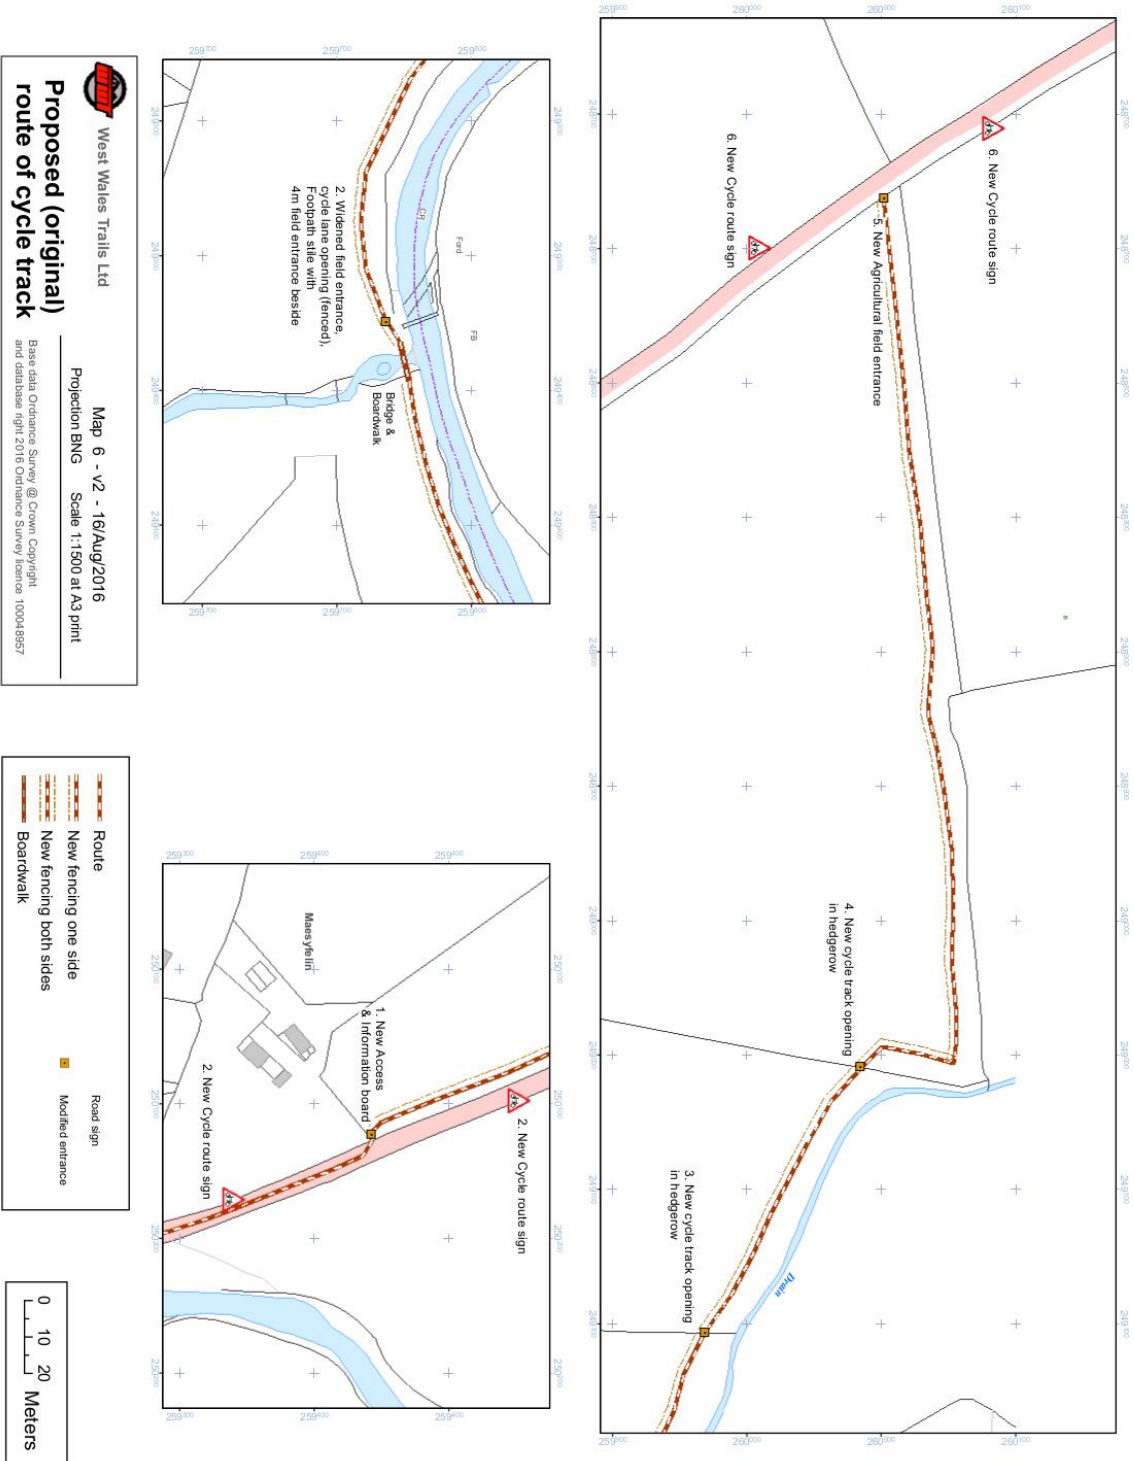 West Wales Trails Ltd
Proposed (original)
route of cycle track
Map 6 - v2 - 16/Aug/2016
Projection BNG Scale 1:1500 at A3 print
Base data Ordnance Survey @ Crown Copyright
and database right 2016 Ordnance Survey licence 100048957
2. Widened field entrance,
cycle lane opening (fenced),
Footpath stile with
4m field entrance beside
CR
Ford
FB
Bridge &
Boardwalk
6. New Cycle route sign
6. New Cycle route sign
5. New Agricultural field entrance
4. New cycle track opening
in hedgerow
3. New cycle track opening
in hedgerow
Drain
Maesyfelin
1. New Access
& Information board
2. New Cycle route sign
2. New Cycle route sign
Route
New fencing one side
New fencing both sides
Boardwalk
Road sign
Modified entrance
0 10 20 Meters